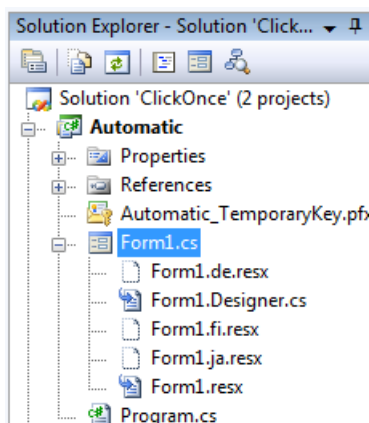 Solution Explorer - Solution 'Click...
Solution 'ClickOnce' (2 projects)
Automatic
Properties
References
Automatic_TemporaryKey.pfx
Form1.cs
Form1.de.resx
Form1.Designer.cs
Form1.fi.resx
Form1.ja.resx
Form1.resx
Program.cs